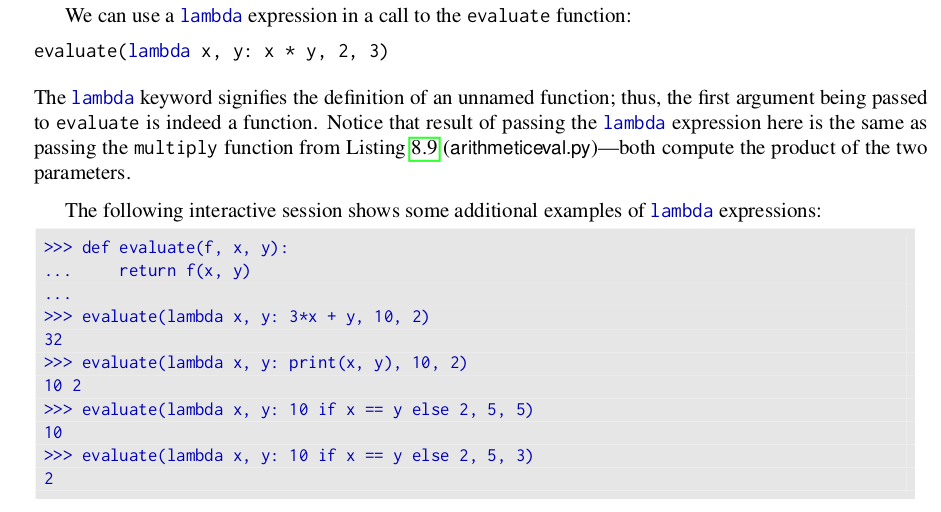 We can use a lambda expression in a call to the evaluate function:
evaluate(lambda x, y: x * y, 2, 3)
The lambda keyword signifies the definition of an unnamed function; thus, the first argument being passed
to evaluate is indeed a function. Notice that result of passing the lambda expression here is the same as
passing the multiply function from Listing 8.9 (arithmeticeval.py)—both compute the product of the two
parameters.
The following interactive session shows some additional examples of lambda expressions:
>>> def evaluate(f, x, y):
...     return f(x, y)
...
>>> evaluate(lambda x, y: 3*x + y, 10, 2)
32
>>> evaluate(lambda x, y: print(x, y), 10, 2)
10 2
>>> evaluate(lambda x, y: 10 if x == y else 2, 5, 5)
10
>>> evaluate(lambda x, y: 10 if x == y else 2, 5, 3)
2